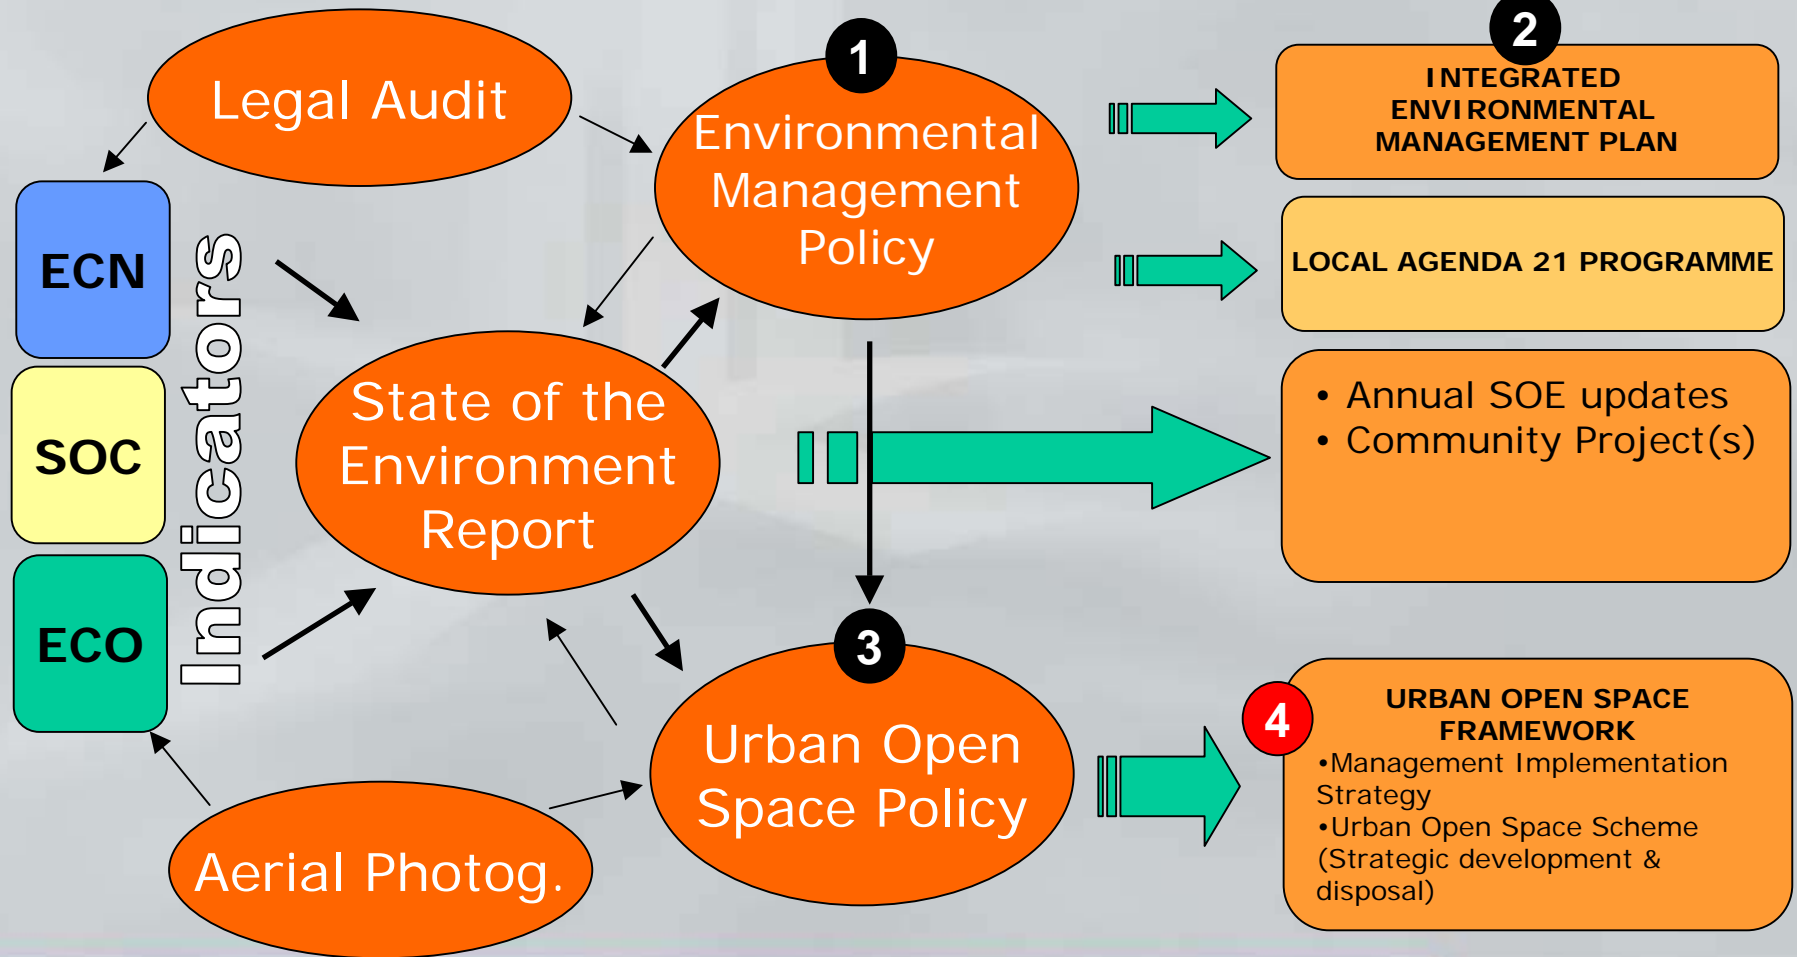 Legal Audit
1
Environmental
Management
Policy
2
INTEGRATED
ENVIRONMENTAL
MANAGEMENT PLAN
LOCAL AGENDA 21 PROGRAMME
ECN
SOC
ECO
Indicators
State of the
Environment
Report
• Annual SOE updates
• Community Project(s)
3
Urban Open
Space Policy
4
URBAN OPEN SPACE
FRAMEWORK
•Management Implementation
Strategy
•Urban Open Space Scheme
(Strategic development &
disposal)
Aerial Photog.